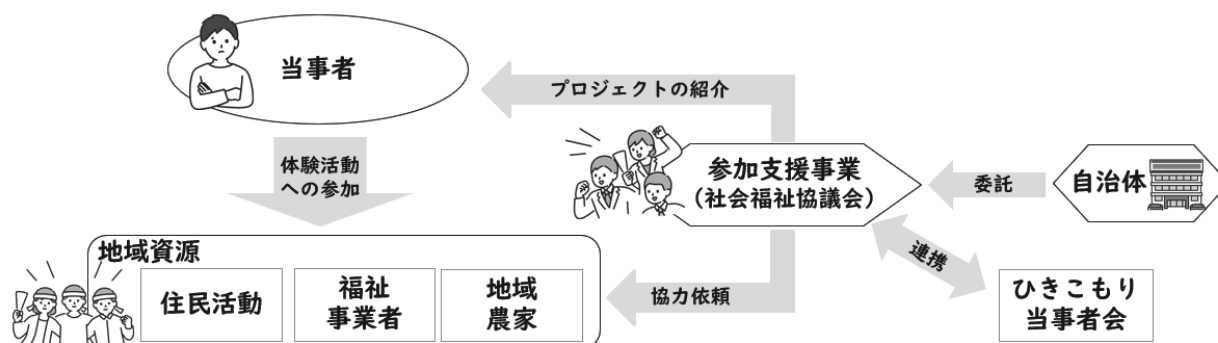 当事者
プロジェクトの紹介
体験活動
への参加
参加支援事業
（社会福祉協議会）
委託
自治体
地域資源
住民活動
福祉
事業者
地域
農家
協力依頼
連携
ひきこもり
当事者会